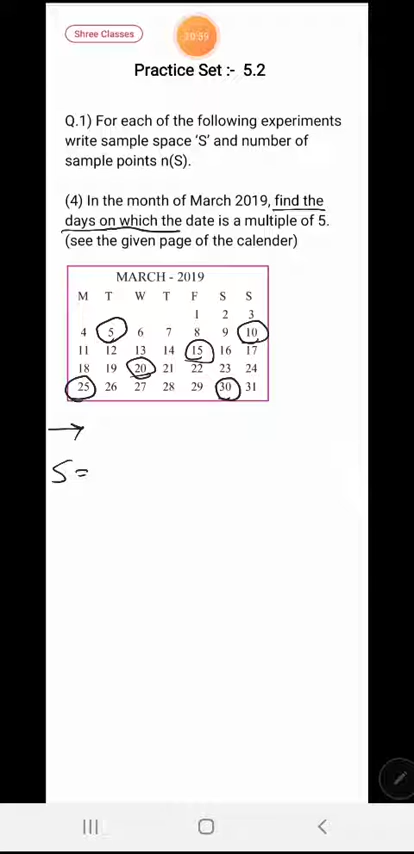 Shree Classes
Practice Set :- 5.2
Q.1) For each of the following experiments
write sample space ‘S’ and number of
sample points n(S).
(4) In the month of March 2019, find the
days on which the date is a multiple of 5.
(see the given page of the calender)
MARCH - 2019
M T W T F S S
1 2 3
4 5 6 7 8 9 10
11 12 13 14 15 16 17
18 19 20 21 22 23 24
25 26 27 28 29 30 31
→
S=